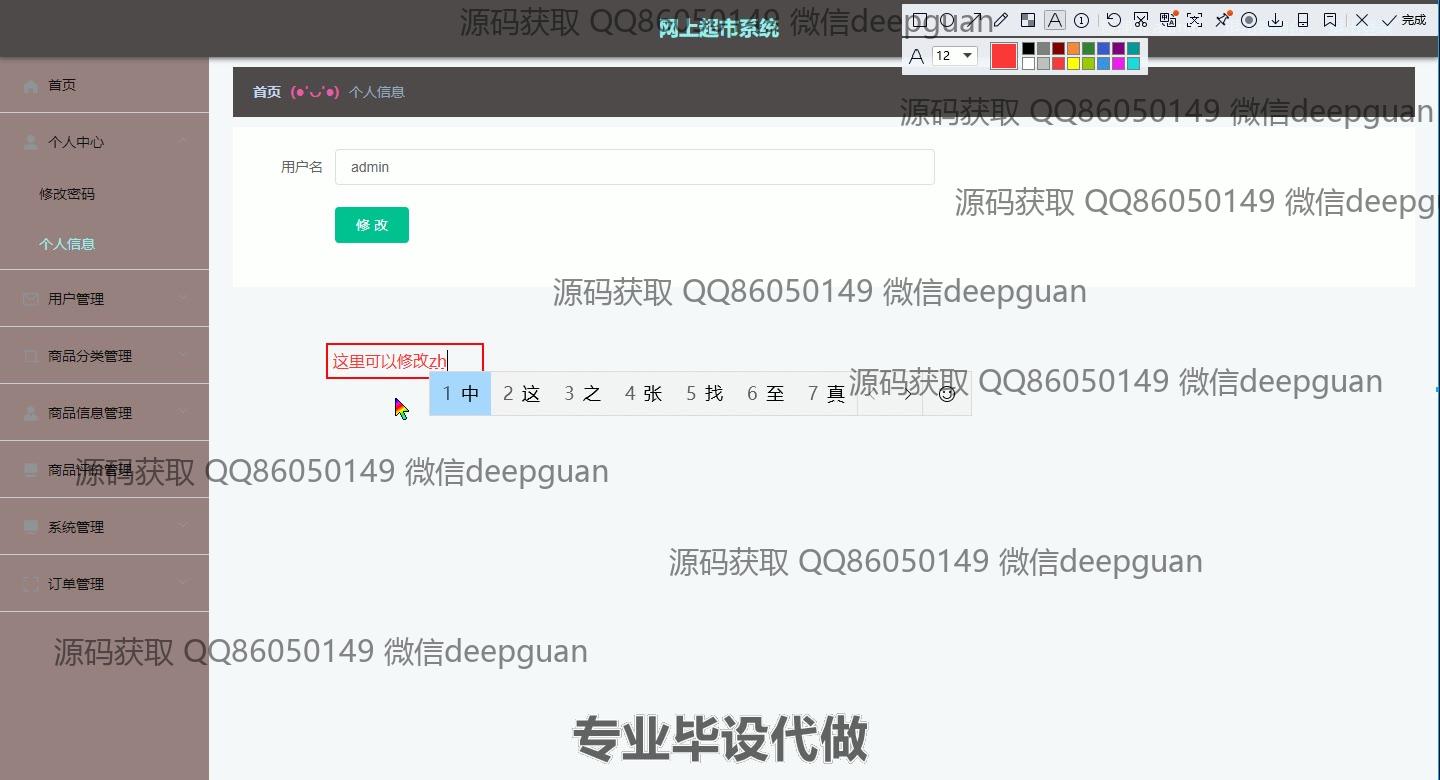 源码获取 QQ86050149 微信deepguan
网上超市系统
完成
12
首页
首页 (●'◡'●) 个人信息
源码获取 QQ86050149 微信deepguan
个人中心
用户名 admin
修改密码
源码获取 QQ86050149 微信deepg
修 改
个人信息
用户管理
源码获取 QQ86050149 微信deepguan
商品分类管理
这里可以修改zh
1 中 2 这 3 之 4 张 5 找 6 至 7 真
源码获取 QQ86050149 微信deepguan
商品信息管理
商品评价管理
源码获取 QQ86050149 微信deepguan
系统管理
源码获取 QQ86050149 微信deepguan
订单管理
源码获取 QQ86050149 微信deepguan
专业毕设代做